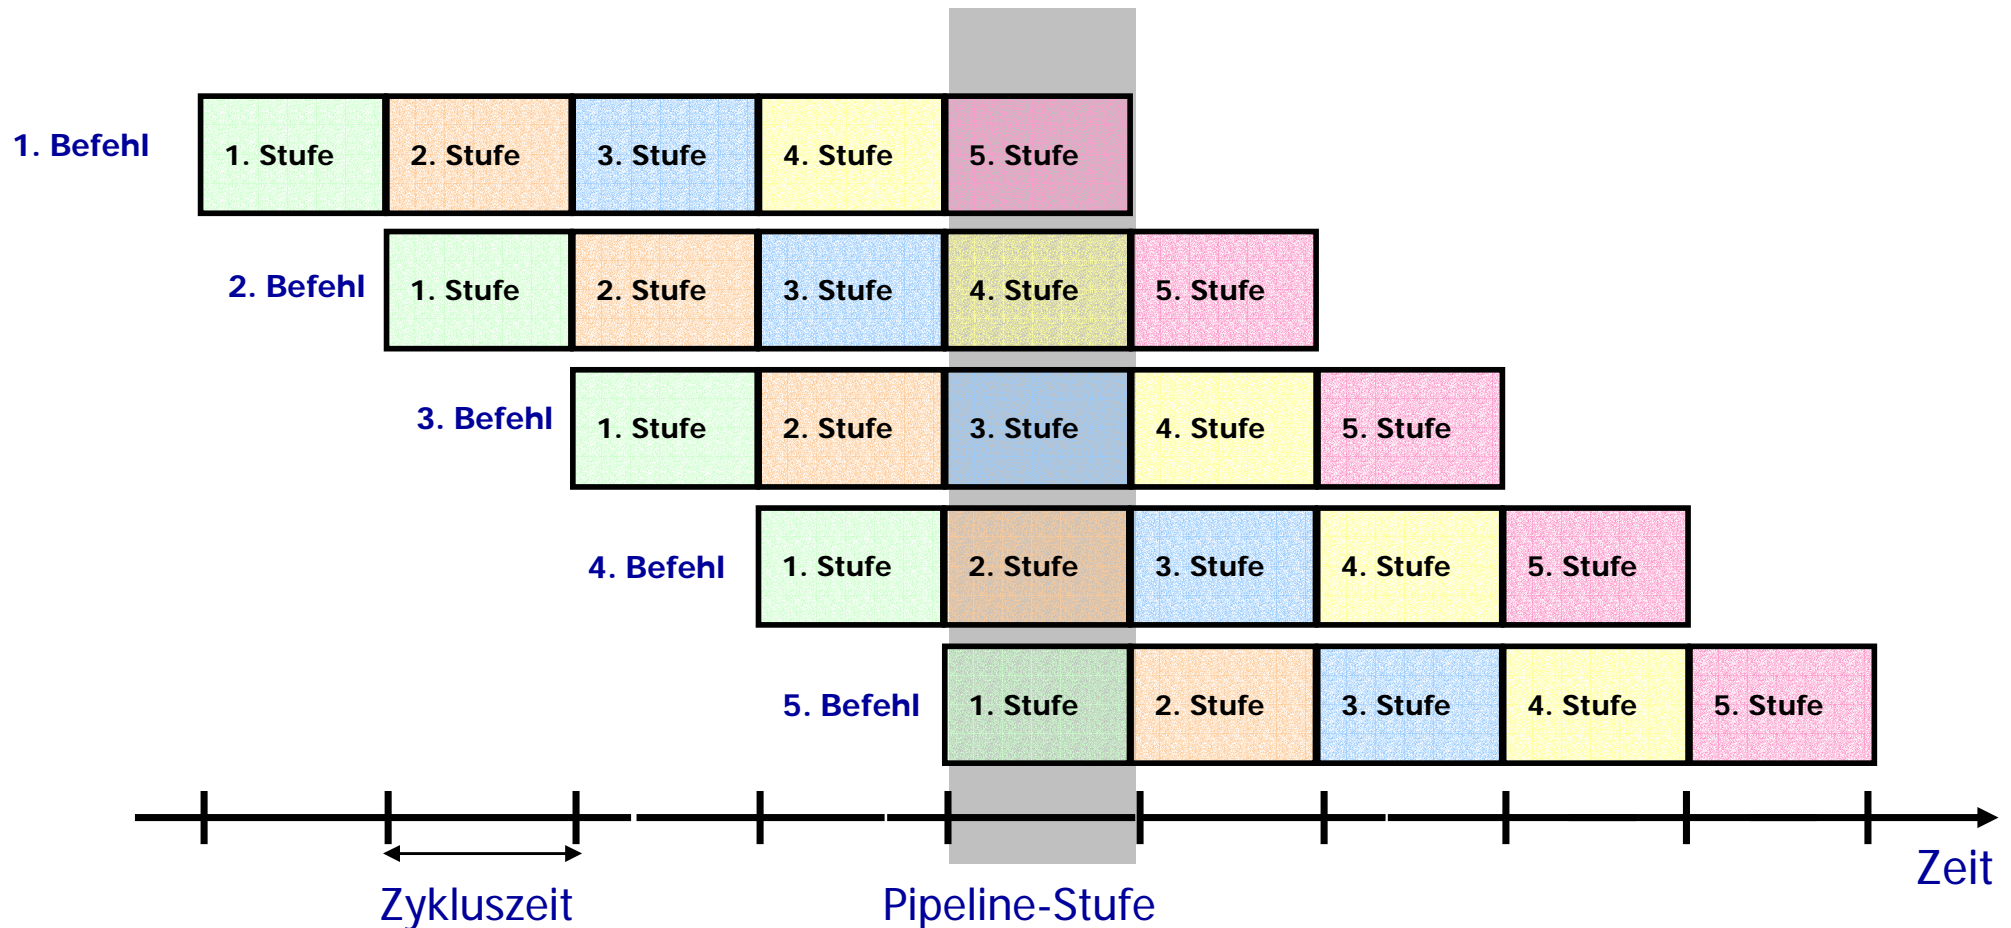 1. Befehl
1. Stufe 2. Stufe 3. Stufe 4. Stufe 5. Stufe
2. Befehl
1. Stufe 2. Stufe 3. Stufe 4. Stufe 5. Stufe
3. Befehl
1. Stufe 2. Stufe 3. Stufe 4. Stufe 5. Stufe
4. Befehl
1. Stufe 2. Stufe 3. Stufe 4. Stufe 5. Stufe
5. Befehl
1. Stufe 2. Stufe 3. Stufe 4. Stufe 5. Stufe
Zeit
Zykluszeit
Pipeline-Stufe